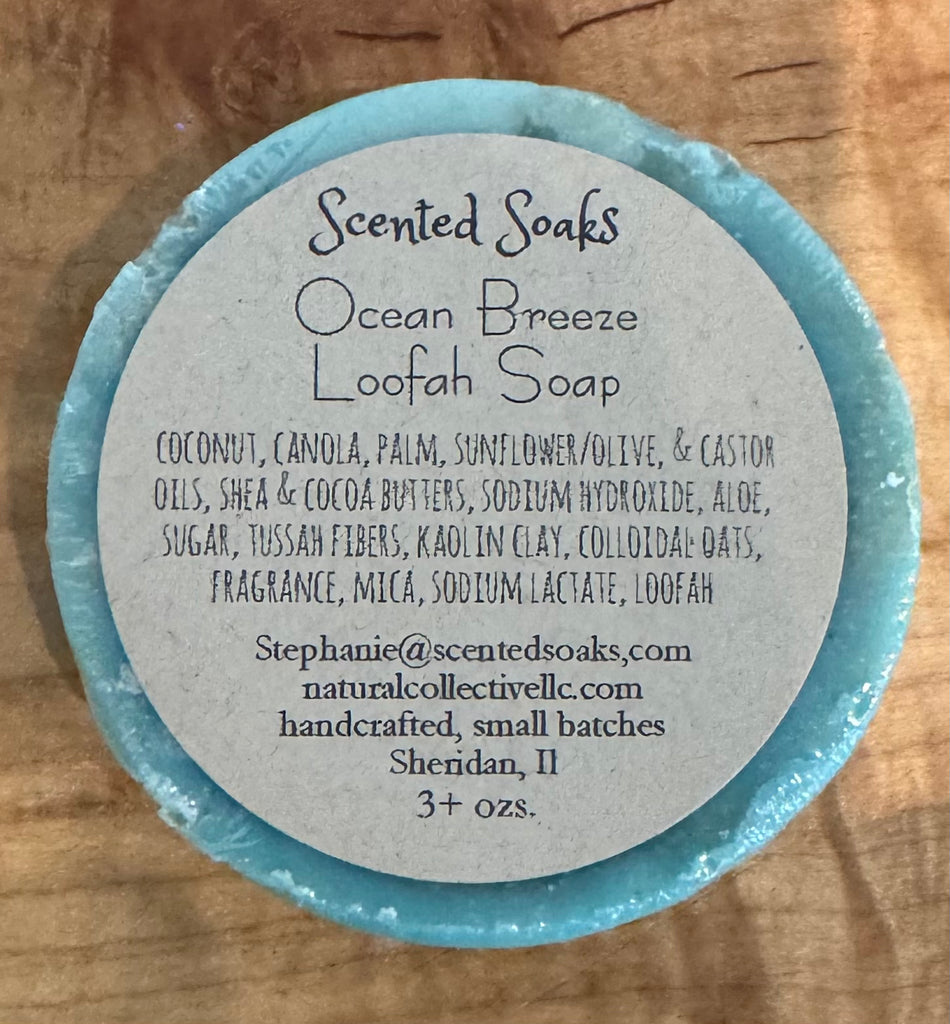 Scented Soaks
Ocean Breeze
Loofah Soap
COCONUT, CANOLA, PALM, SUNFLOWER/OLIVE, & CASTOR
OILS, SHEA & COCOA BUTTERS, SODIUM HYDROXIDE, ALOE,
SUGAR, TUSSAH FIBERS, KAOLIN CLAY, COLLOIDAL OATS,
FRAGRANCE, MICA, SODIUM LACTATE, LOOFAH
Stephanie@scentedsoaks,com
naturalcollectivellc.com
handcrafted, small batches
Sheridan, Il
3+ ozs.